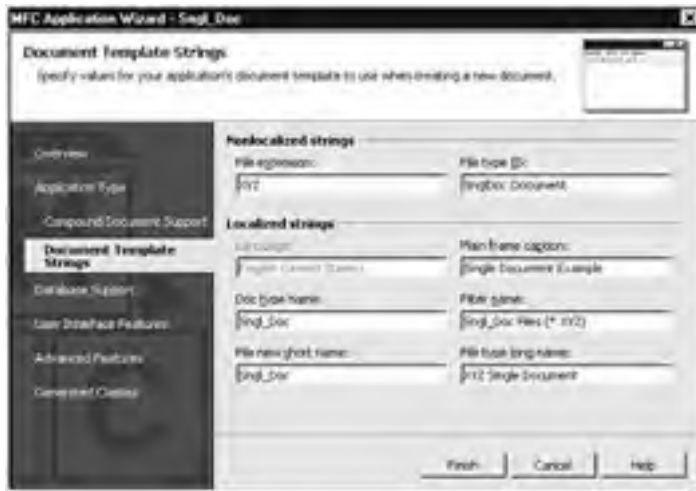 MFC Application Wizard - Sngl_Doc
Document Template Strings
Specify values for your application's document template to use when creating a new document.
Overview
Application Type
Compound Document Support
Document Template
Strings
Database Support
User Interface Features
Advanced Features
Generated Classes
Nonlocalized strings
File extension:
File type ID:
XYZ
SnglDoc Document
Localized strings
Language:
Main frame caption:
English (United States)
Single Document Example
Doc type name:
Filter name:
Sngl_Doc
Sngl_Doc Files (*.XYZ)
File new short name:
File type long name:
Sngl_Doc
XYZ Single Document
Finish
Cancel
Help